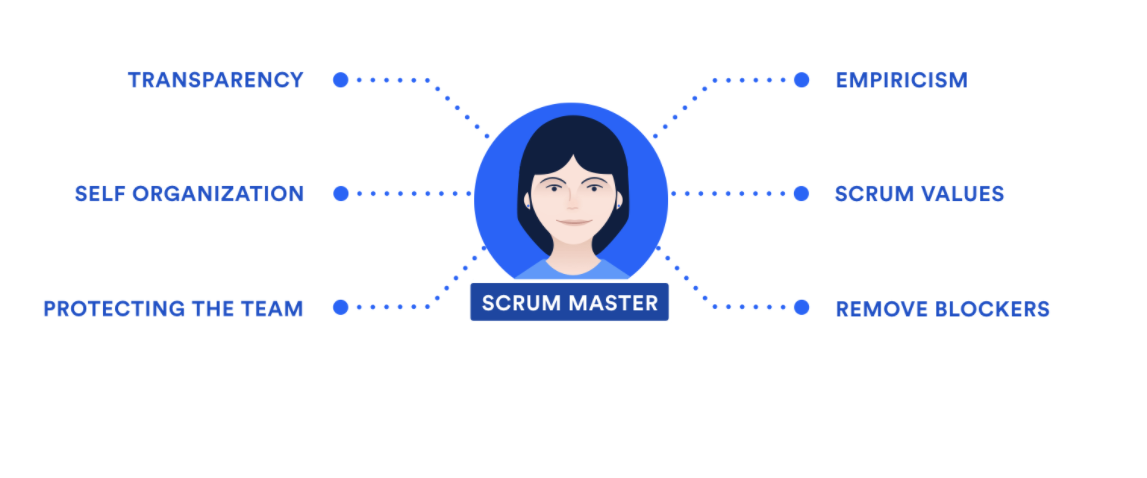 TRANSPARENCY
EMPIRICISM
SELF ORGANIZATION
SCRUM VALUES
PROTECTING THE TEAM
SCRUM MASTER
REMOVE BLOCKERS